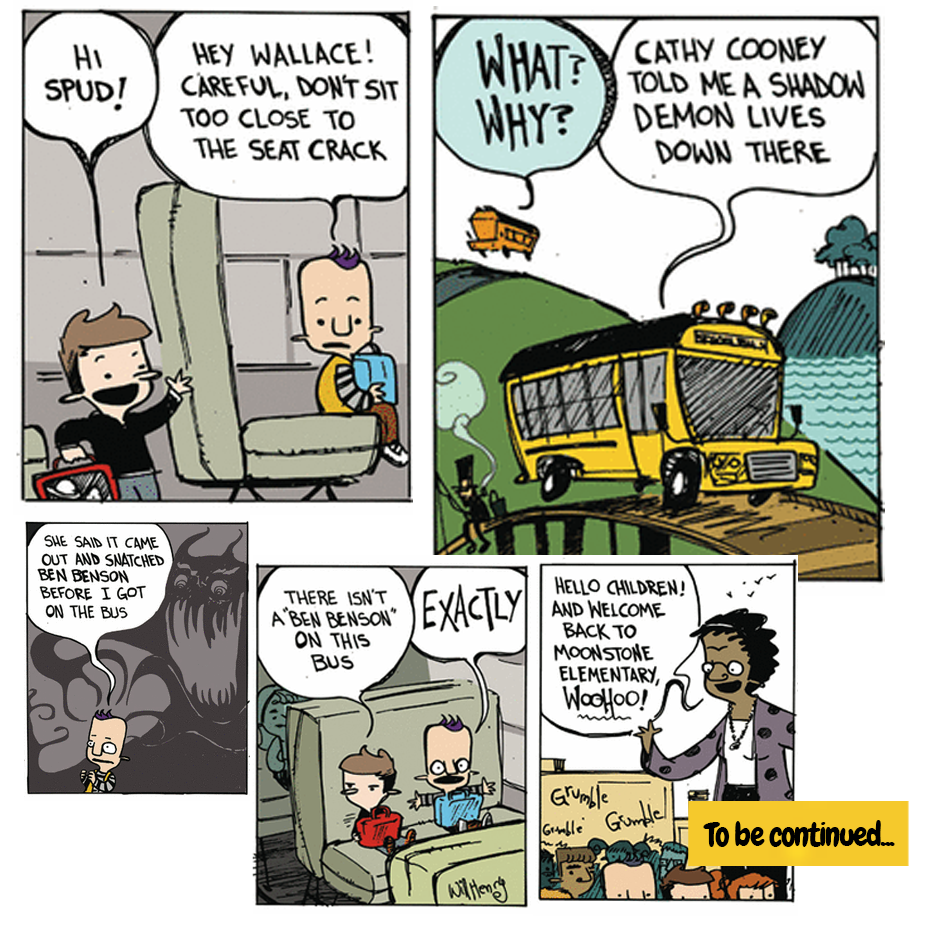 HI
SPUD!
HEY WALLACE!
CAREFUL, DON'T SIT
TOO CLOSE TO
THE SEAT CRACK
WHAT?
WHY?
CATHY COONEY
TOLD ME A SHADOW
DEMON LIVES
DOWN THERE
SHE SAID IT CAME
OUT AND SNATCHED
BEN BENSON
BEFORE I GOT
ON THE BUS
THERE ISN'T
A "BEN BENSON"
ON THIS
BUS
EXACTLY
Will Henry
HELLO CHILDREN!
AND WELCOME
BACK TO
MOONSTONE
ELEMENTARY,
WOOHOO!
Grumble
Grumble
Grumble
To be continued...